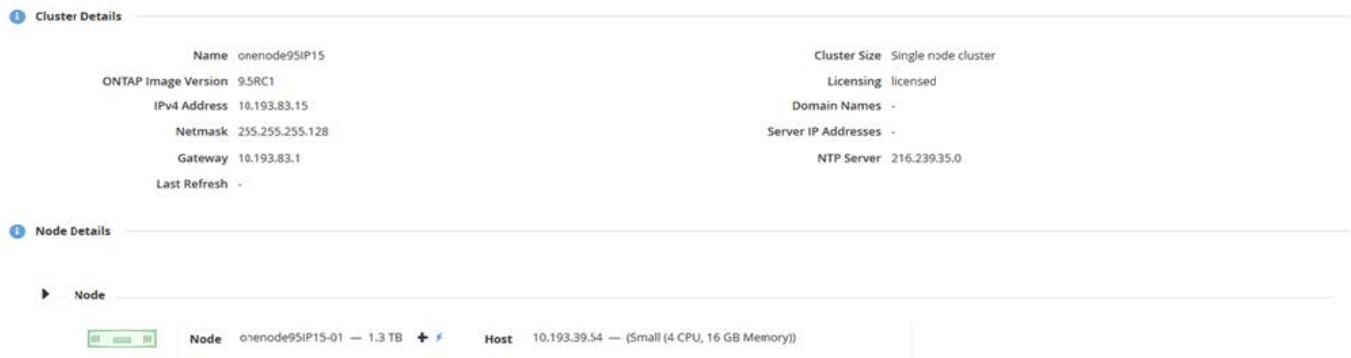 Cluster Details
Name onenode95IP15 Cluster Size Single node cluster
ONTAP Image Version 9.5RC1 Licensing licensed
IPv4 Address 10.193.83.15 Domain Names -
Netmask 255.255.255.128 Server IP Addresses -
Gateway 10.193.83.1 NTP Server 216.239.35.0
Last Refresh -
Node Details
Node
Node onenode95IP15-01 — 1.3 TB Host 10.193.39.54 — (Small (4 CPU, 16 GB Memory))